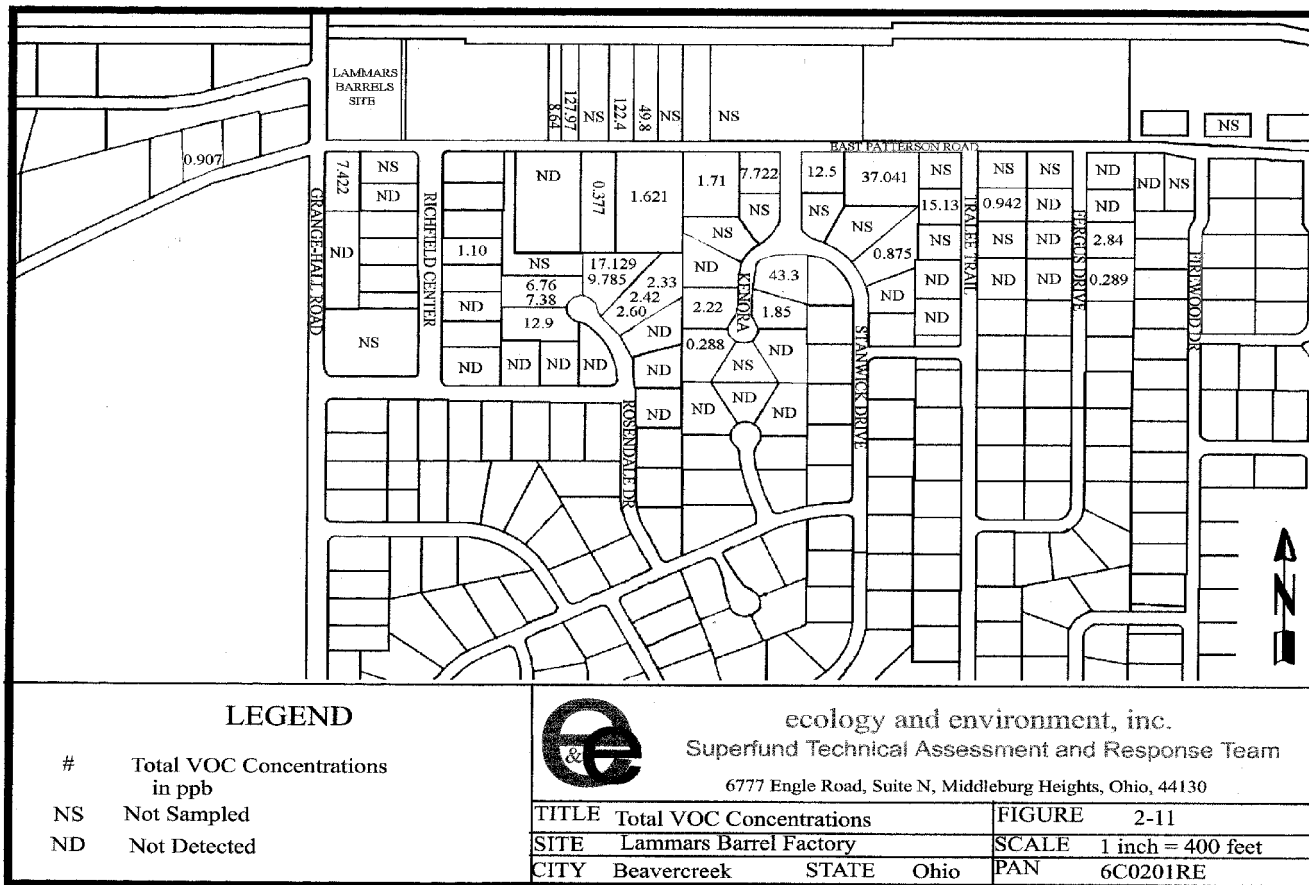 LAMMARS
BARRELS
SITE
8.64
127.97
NS
122.4
49.8
NS
NS
NS
EAST PATTERSON ROAD
0.907
7.422
NS
ND
ND
NS
GRANGE-HALL ROAD
RICHFIELD CENTER
1.10
ND
ND
ND
0.377
1.621
NS
17.129
9.785
6.76
7.38
12.9
2.33
2.42
2.60
ND
ND
ND
ND
ND
ND
ROSENDALE DR
1.71
7.722
NS
NS
ND
KENORA
43.3
2.22
1.85
0.288
ND
NS
ND
ND
ND
12.5
37.041
NS
NS
0.875
ND
STANWICK DRIVE
NS
15.13
NS
ND
ND
TRALEE TRAIL
NS
NS
0.942
ND
NS
ND
ND
ND
FERGUS DRIVE
ND
ND
2.84
0.289
ND
NS
N
LEGEND
# Total VOC Concentrations
in ppb
NS Not Sampled
ND Not Detected
e&e
ecology and environment, inc.
Superfund Technical Assessment and Response Team
6777 Engle Road, Suite N, Middleburg Heights, Ohio, 44130
TITLE Total VOC Concentrations
FIGURE 2-11
SITE Lammars Barrel Factory
SCALE 1 inch = 400 feet
CITY Beavercreek STATE Ohio
PAN 6C0201RE